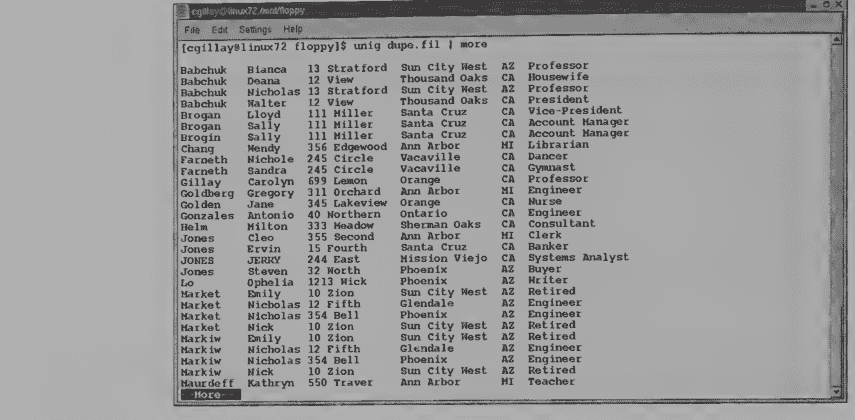 cgillay@linux72:/mnt/floppy
File Edit Settings Help
[cgillay@linux72 floppy]$ uniq dupe.fil | more
Babchuk Bianca 13 Stratford Sun City West AZ Professor
Babchuk Deana 12 View Thousand Oaks CA Housewife
Babchuk Nicholas 13 Stratford Sun City West AZ Professor
Babchuk Walter 12 View Thousand Oaks CA President
Brogan Lloyd 111 Miller Santa Cruz CA Vice-President
Brogan Sally 111 Miller Santa Cruz CA Account Manager
Brogin Sally 111 Miller Santa Cruz CA Account Manager
Chang Wendy 356 Edgewood Ann Arbor MI Librarian
Farneth Nichole 245 Circle Vacaville CA Dancer
Farneth Sandra 245 Circle Vacaville CA Gymnast
Gillay Carolyn 699 Lemon Orange CA Professor
Goldberg Gregory 311 Orchard Ann Arbor MI Engineer
Golden Jane 345 Lakeview Orange CA Nurse
Gonzales Antonio 40 Northern Ontario CA Engineer
Helm Milton 333 Meadow Sherman Oaks CA Consultant
Jones Cleo 355 Second Ann Arbor MI Clerk
Jones Ervin 15 Fourth Santa Cruz CA Banker
JONES JERRY 244 East Mission Viejo CA Systems Analyst
Jones Steven 32 Worth Phoenix AZ Buyer
Lo Ophelia 1213 Wick Phoenix AZ Writer
Market Emily 10 Zion Sun City West AZ Retired
Market Nicholas 12 Fifth Glendale AZ Engineer
Market Nicholas 354 Bell Phoenix AZ Engineer
Market Nick 10 Zion Sun City West AZ Retired
Markiw Emily 10 Zion Sun City West AZ Retired
Markiw Nicholas 12 Fifth Glendale AZ Engineer
Markiw Nicholas 354 Bell Phoenix AZ Engineer
Markiw Nick 10 Zion Sun City West AZ Retired
Maurdeff Kathryn 550 Traver Ann Arbor MI Teacher
--More--